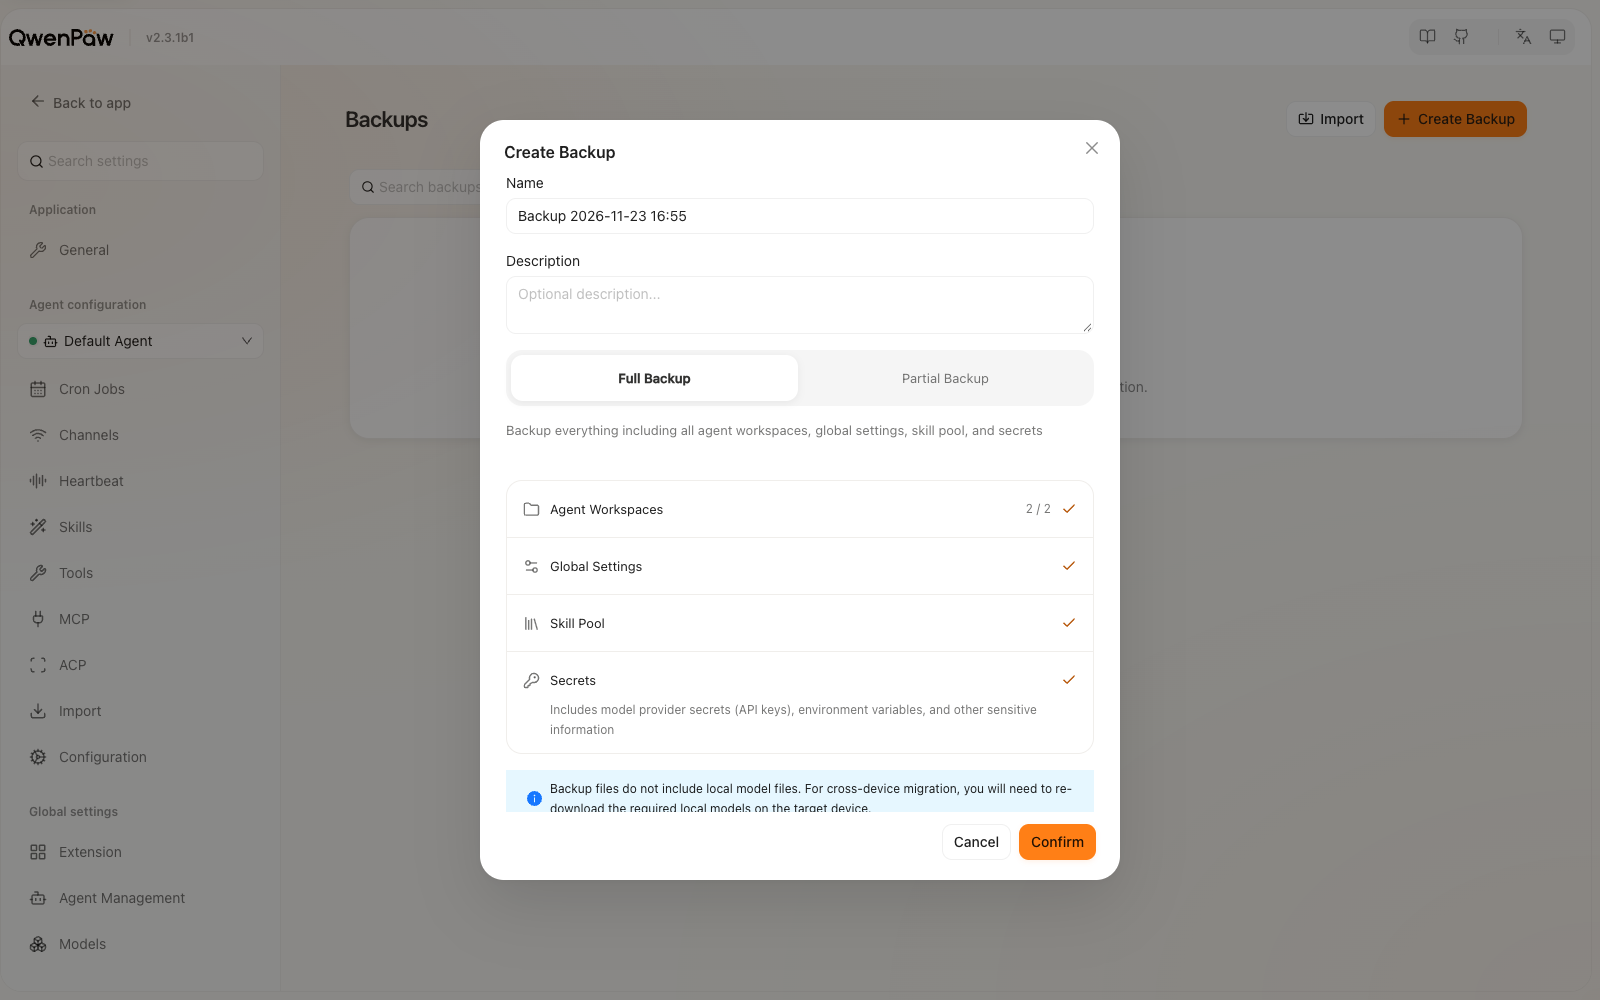 QwenPaw
v2.3.1b1
Back to app
Search settings
Application
General
Agent configuration
Default Agent
Cron Jobs
Channels
Heartbeat
Skills
Tools
MCP
ACP
Import
Configuration
Global settings
Extension
Agent Management
Models
Backups
Import
Create Backup
Search backups
tion.
Create Backup
Name
Backup 2026-11-23 16:55
Description
Optional description...
Full Backup
Partial Backup
Backup everything including all agent workspaces, global settings, skill pool, and secrets
Agent Workspaces
2 / 2
Global Settings
Skill Pool
Secrets
Includes model provider secrets (API keys), environment variables, and other sensitive
information
Backup files do not include local model files. For cross-device migration, you will need to re-
download the required local models on the target device.
Cancel
Confirm